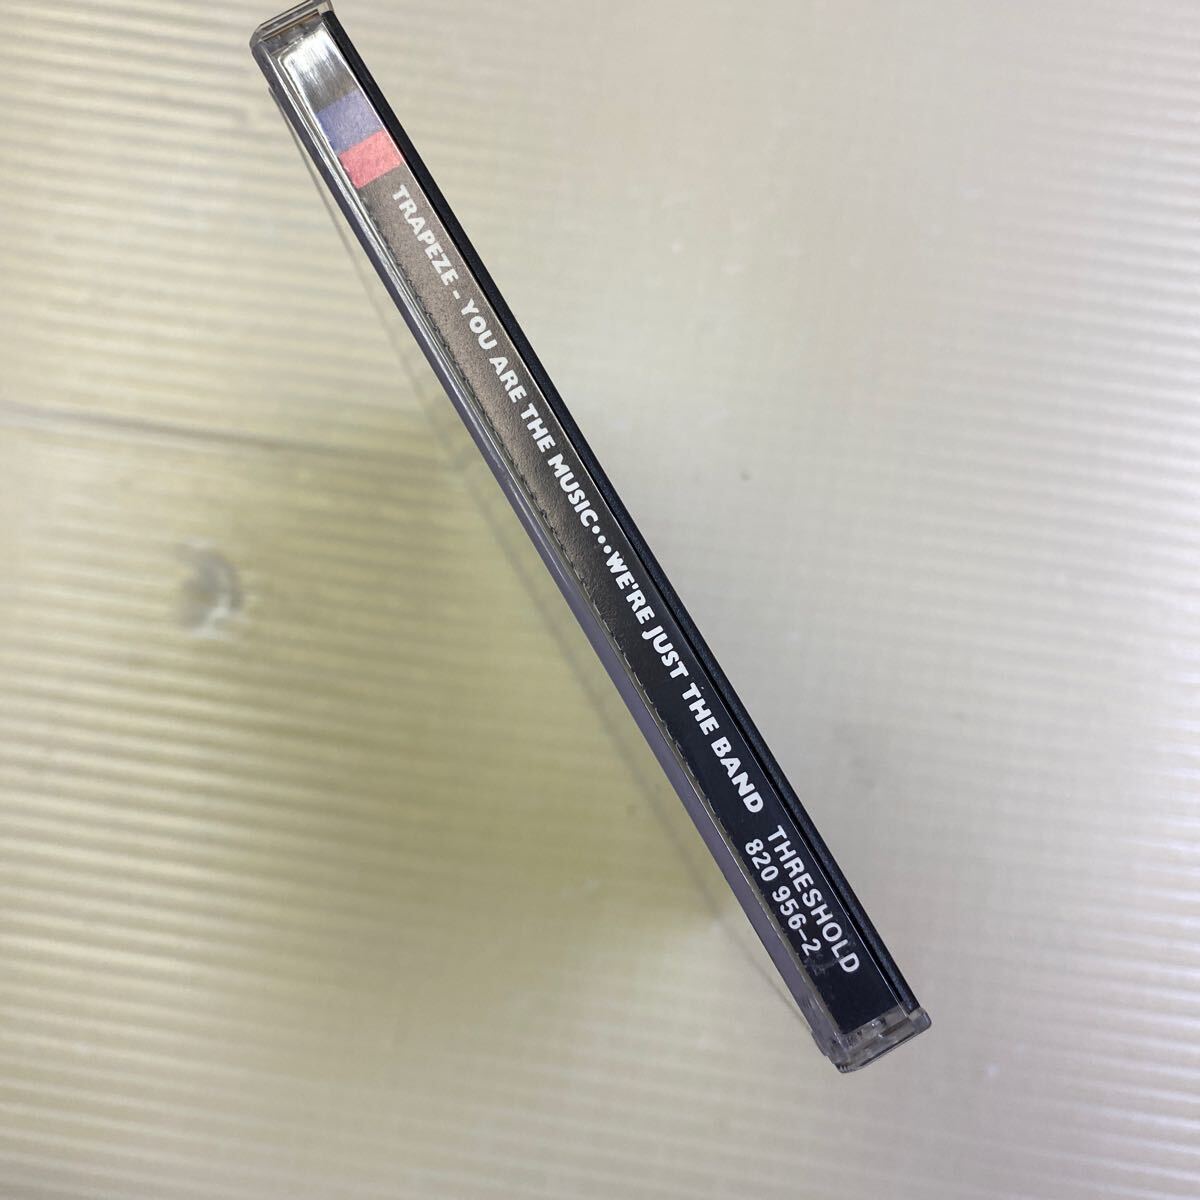 TRAPEZE - YOU ARE THE MUSIC•••WE'RE JUST THE BAND
THRESHOLD
820 956-2